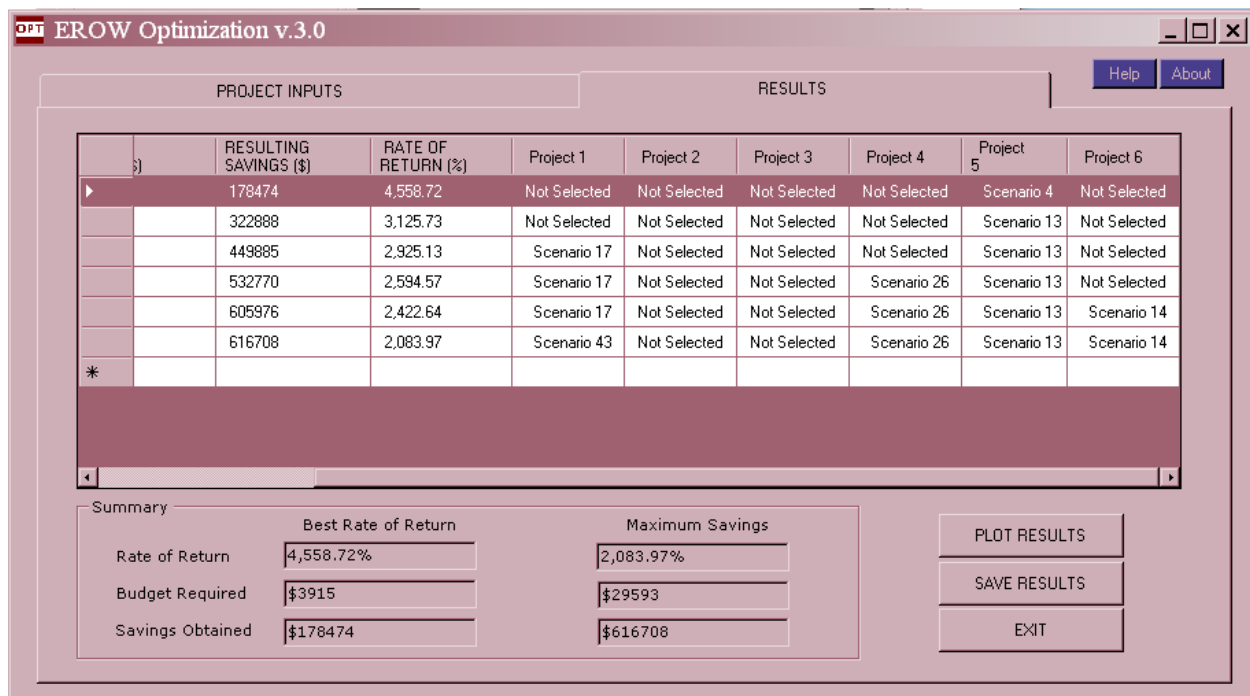 OPT EROW Optimization v.3.0
Help About
PROJECT INPUTS RESULTS
$) RESULTING SAVINGS ($) RATE OF RETURN (%) Project 1 Project 2 Project 3 Project 4 Project 5 Project 6
178474 4,558.72 Not Selected Not Selected Not Selected Not Selected Scenario 4 Not Selected
322888 3,125.73 Not Selected Not Selected Not Selected Not Selected Scenario 13 Not Selected
449885 2,925.13 Scenario 17 Not Selected Not Selected Not Selected Scenario 13 Not Selected
532770 2,594.57 Scenario 17 Not Selected Not Selected Scenario 26 Scenario 13 Not Selected
605976 2,422.64 Scenario 17 Not Selected Not Selected Scenario 26 Scenario 13 Scenario 14
616708 2,083.97 Scenario 43 Not Selected Not Selected Scenario 26 Scenario 13 Scenario 14
Summary
Best Rate of Return Maximum Savings
Rate of Return 4,558.72% 2,083.97%
Budget Required $3915 $29593
Savings Obtained $178474 $616708
PLOT RESULTS
SAVE RESULTS
EXIT